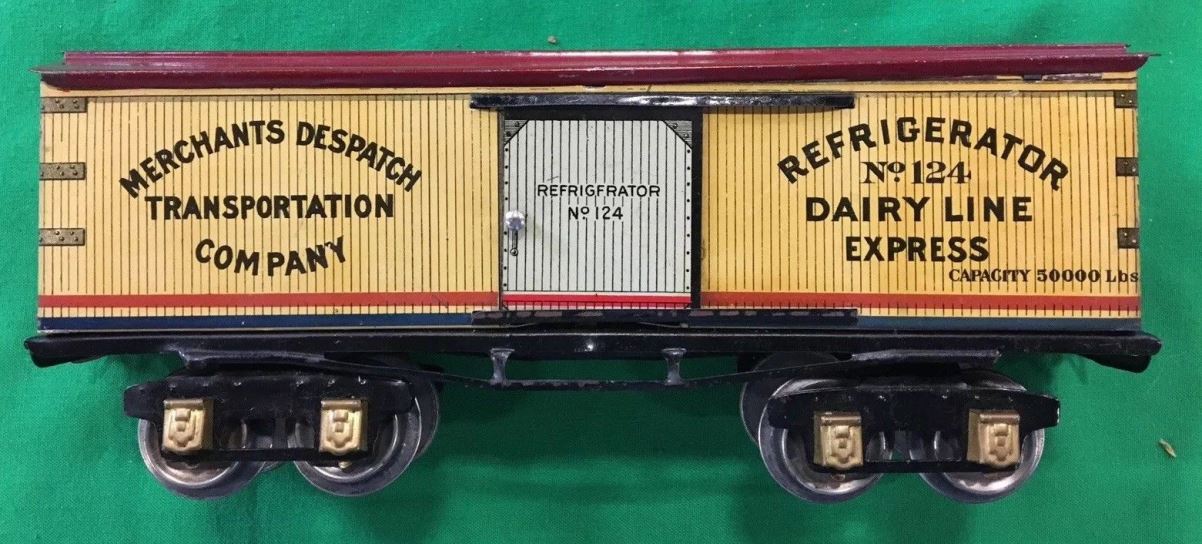 MERCHANTS DESPATCH
TRANSPORTATION
COMPANY
REFRIGFRATOR
Nº 124
REFRIGERATOR
Nº 124
DAIRY LINE
EXPRESS
CAPACITY 50000 Lbs